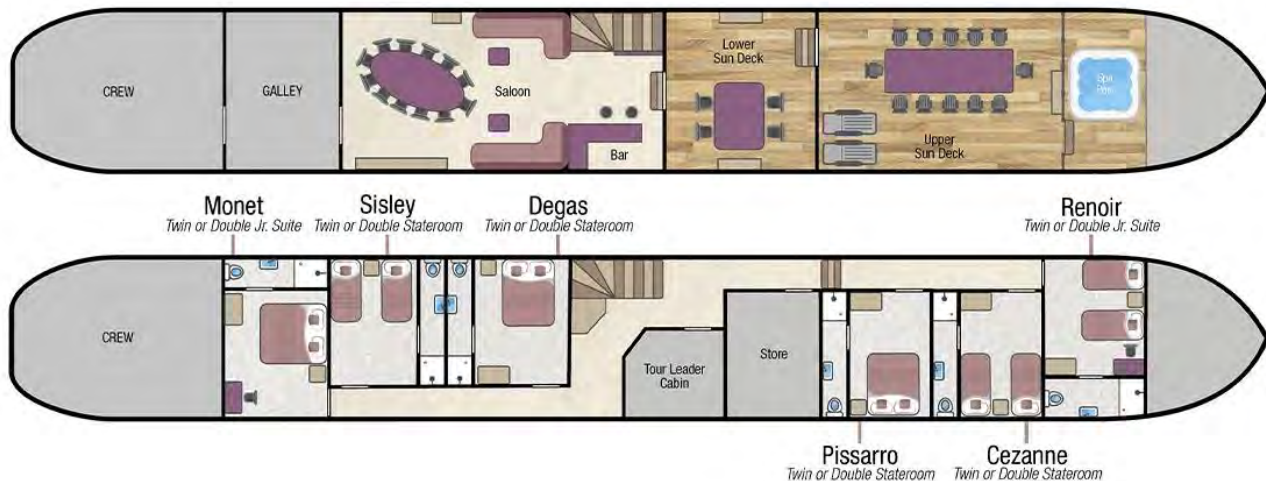 CREW
GALLEY
Saloon
Bar
Lower
Sun Deck
Upper
Sun Deck
Spa
Pool
Monet
Twin or Double Jr. Suite
Sisley
Twin or Double Stateroom
Degas
Twin or Double Stateroom
Renoir
Twin or Double Jr. Suite
CREW
Tour Leader
Cabin
Store
Pissarro
Twin or Double Stateroom
Cezanne
Twin or Double Stateroom